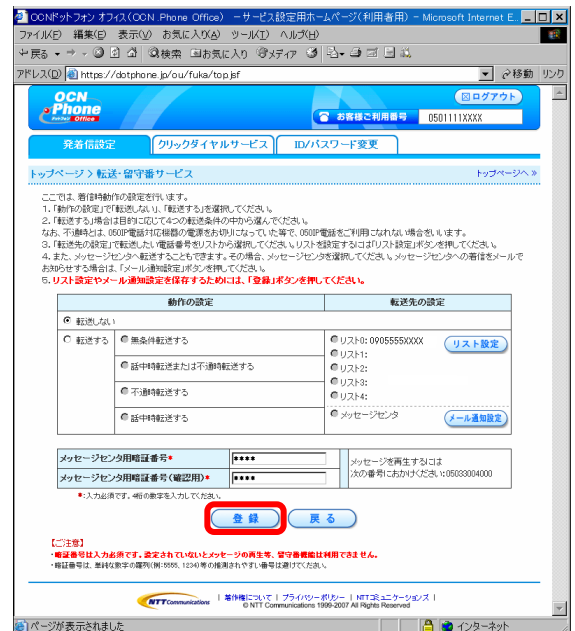 OCNドットフォン オフィス(OCN .Phone Office) －サービス設定用ホームページ(利用者用) - Microsoft Internet E...
ファイル(F) 編集(E) 表示(V) お気に入り(A) ツール(T) ヘルプ(H)
戻る 検索 お気に入り メディア
アドレス(D) https://dotphone.jp/ou/fuka/top.jsf 移動 リンク
OCN
.Phone
Office
ログアウト
お客様ご利用番号 0501111XXXX
発着信設定 クリックダイヤルサービス ID/パスワード変更
トップページ > 転送・留守番サービス トップページへ »
ここでは、着信時動作の設定を行います。
1.「動作の設定」で「転送しない」、「転送する」を選択してください。
2.「転送する」場合は目的に応じて4つの転送条件の中から選んでください。
なお、不通時とは、050IP電話対応機器の電源をお切りになっていた等で、050IP電話をご利用になれない場合をいいます。
3.「転送先の設定」で転送したい電話番号をリストから選択してください。リストを設定するには「リスト設定」ボタンを押してください。
4.また、メッセージセンタへ転送することもできます。その場合、メッセージセンタを選択してください。メッセージセンタへの着信をメールで
お知らせする場合は、「メール通知設定」ボタンを押してください。
5.リスト設定やメール通知設定を保存するためには、「登録」ボタンを押してください。
動作の設定 転送先の設定
転送しない
転送する 無条件転送する
話中時転送または不通時転送する
不通時転送する
話中時転送する
リスト0: 0905555XXXX リスト設定
リスト1:
リスト2:
リスト3:
リスト4:
メッセージセンタ メール通知設定
メッセージセンタ用暗証番号* ****
メッセージセンタ用暗証番号(確認用)* ****
メッセージを再生するには
次の番号におかけください:05033004000
*:入力必須です。4桁の数字を入力してください。
登 録 戻 る
【ご注意】
・暗証番号は入力必須です。設定されていないとメッセージの再生等、留守番機能は利用できません。
・暗証番号は、単純な数字の羅列(例:5555、1234)等の推測されやすい番号は避けてください。
NTT Communications | 著作権について | プライバシーポリシー | NTTコミュニケーションズ |
© NTT Communications 1999-2007 All Rights Reserved
ページが表示されました インターネット